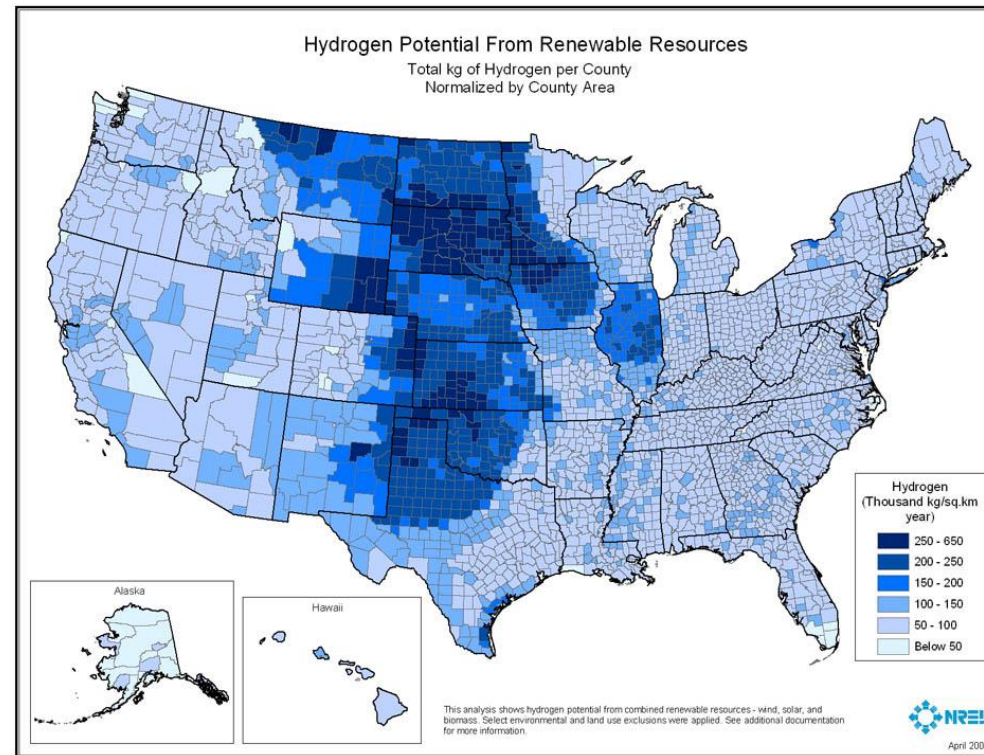 Hydrogen Potential From Renewable Resources
Total kg of Hydrogen per County
Normalized by County Area
Hydrogen
(Thousand kg/sq.km
year)
250 - 650
200 - 250
150 - 200
100 - 150
50 - 100
Below 50
Alaska
Hawaii
This analysis shows hydrogen potential from combined renewable resources - wind, solar, and
biomass. Select environmental and land use exclusions were applied. See additional documentation
for more information.
NREL
April 200